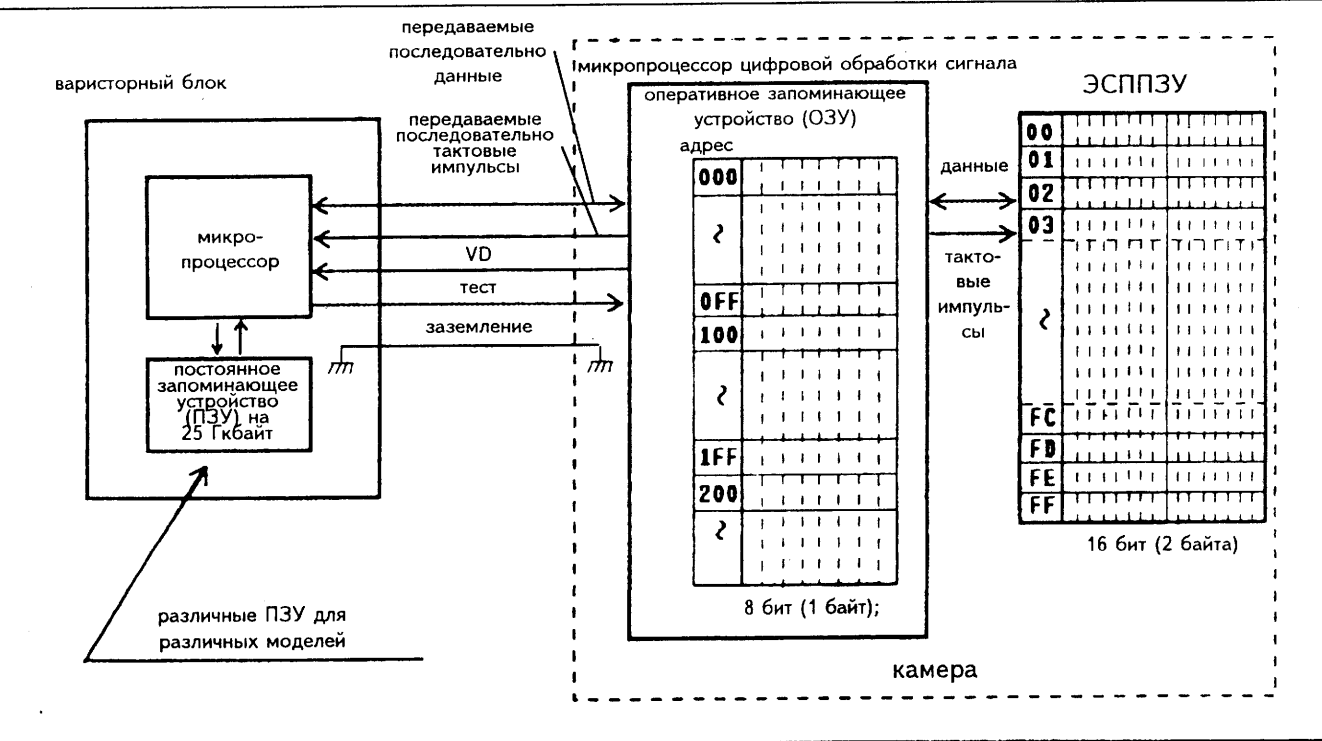 передаваемые
последовательно
данные
микропроцессор цифровой обработки сигнала
варисторный блок
ЭСППЗУ
оперативное запоминающее
устройство (ОЗУ)
адрес
передаваемые
последовательно
тактовые
импульсы
микро-
процессор
VD
тест
заземление
постоянное
запоминающее
устройство
(ПЗУ) на
25 Гкбайт
различные ПЗУ для
различных моделей
000
0FF
100
1FF
200
8 бит (1 байт);
данные
такто-
вые
импуль-
сы
00
01
02
03
FC
FD
FE
FF
16 бит (2 байта)
камера